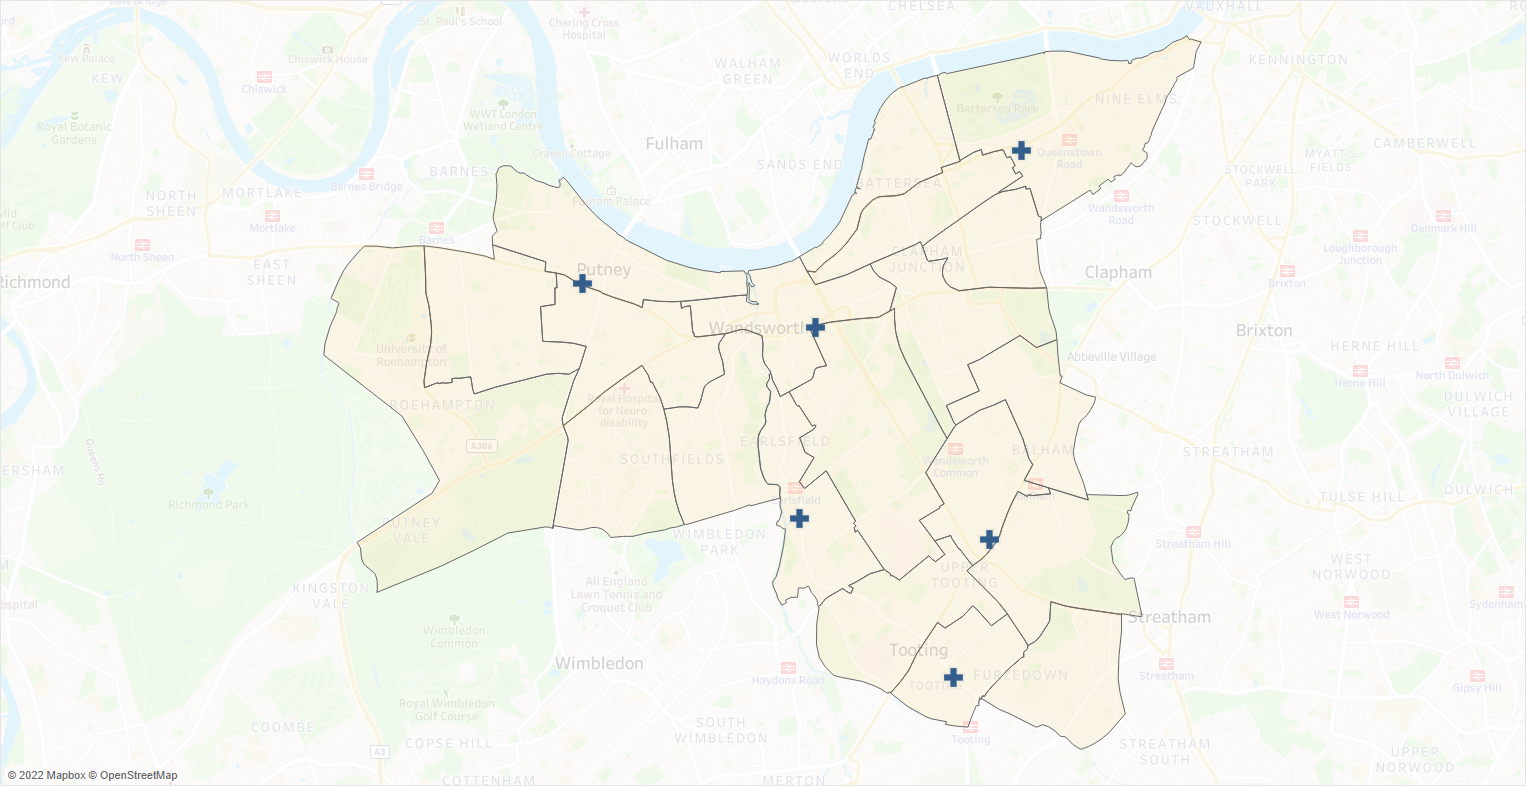 CHELSEA
VAUXHALL
St. Paul's School
Charing Cross
Hospital
Kew Palace
Chiswick House
KEW
WORLDS
END
WALHAM
GREEN
KENNINGTON
Chiswick
NINE ELMS
Battersea Park
WWT London
Wetland Centre
Royal Botanic
Gardens
Fulham
CAMBERWELL
Craven Cottage
Queenstown
Road
MYATT'S
FIELDS
SANDS END
BARNES
STOCKWELL
PARK
Barnes Bridge
BATTERSEA
MORTLAKE
NORTH
SHEEN
Fulham Palace
Wandsworth
Road
STOCKWELL
Mortlake
Barnes
Denmark Hill
North Sheen
Loughborough
Junction
CLAPHAM
JUNCTION
EAST
SHEEN
Putney
Clapham
Richmond
Brixton
Wandsworth
Brixton
HERNE HILL
University of
Roehampton
Abbeville Village
North Dulwich
Herne Hill
Royal Hospital
for Neuro-
disability
DULWICH
VILLAGE
ROEHAMPTON
A306
EARLSFIELD
BALHAM
STREATHAM
Queens Rd
SOUTHFIELDS
Wandsworth
Common
ERSHAM
TULSE HILL
DULWICH
Richmond Park
Earlsfield
Balham
PUTNEY
VALE
WIMBLEDON
PARK
Streatham Hill
WEST
NORWOOD
UPPER
TOOTING
All England
Lawn Tennis and
Croquet Club
KINGSTON
VALE
Sydenham
West Norwood
Streatham
Wimbledon
Common
Tooting
Wimbledon
Streatham
FURZEDOWN
Haydons Road
TOOTING
Gipsy Hill
Royal Wimbledon
Golf Course
COOMBE
SOUTH
WIMBLEDON
Tooting
COPSE HILL
A3
STREATHAM
SOUTH
UPPER
NORWOOD
© 2022 Mapbox © OpenStreetMap
COTTENHAM
MERTON